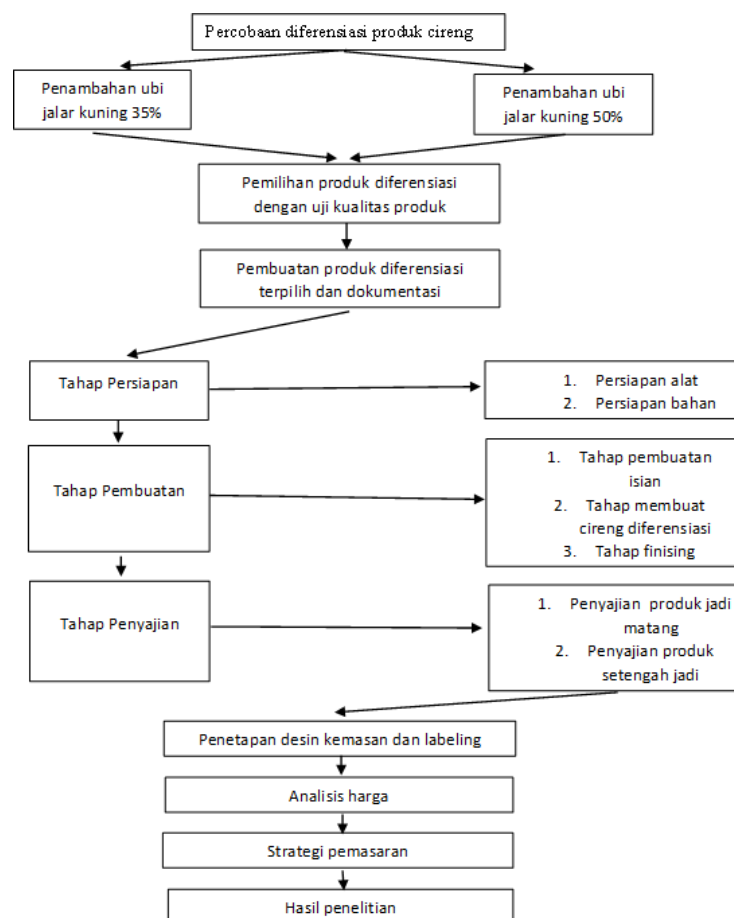 Percobaan diferensiasi produk cireng
Penambahan ubi
jalar kuning 35%
Penambahan ubi
jalar kuning 50%
Pemilihan produk diferensiasi
dengan uji kualitas produk
Pembuatan produk diferensiasi
terpilih dan dokumentasi
Tahap Persiapan
1. Persiapan alat
2. Persiapan bahan
Tahap Pembuatan
1. Tahap pembuatan
isian
2. Tahap membuat
cireng diferensiasi
3. Tahap finising
Tahap Penyajian
1. Penyajian produk jadi
matang
2. Penyajian produk
setengah jadi
Penetapan desin kemasan dan labeling
Analisis harga
Strategi pemasaran
Hasil penelitian